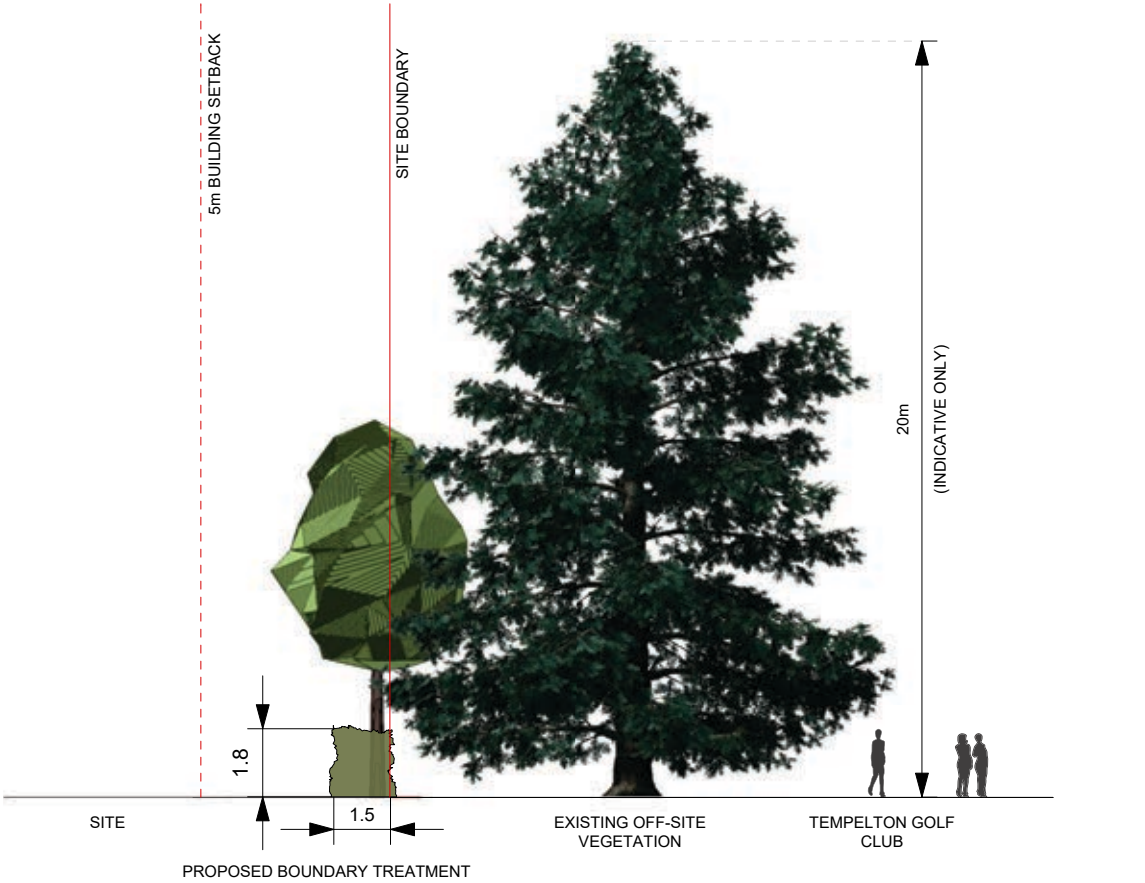 5m BUILDING SETBACK
SITE BOUNDARY
20m
(INDICATIVE ONLY)
1.8
1.5
SITE
EXISTING OFF-SITE
VEGETATION
TEMPELTON GOLF
CLUB
PROPOSED BOUNDARY TREATMENT